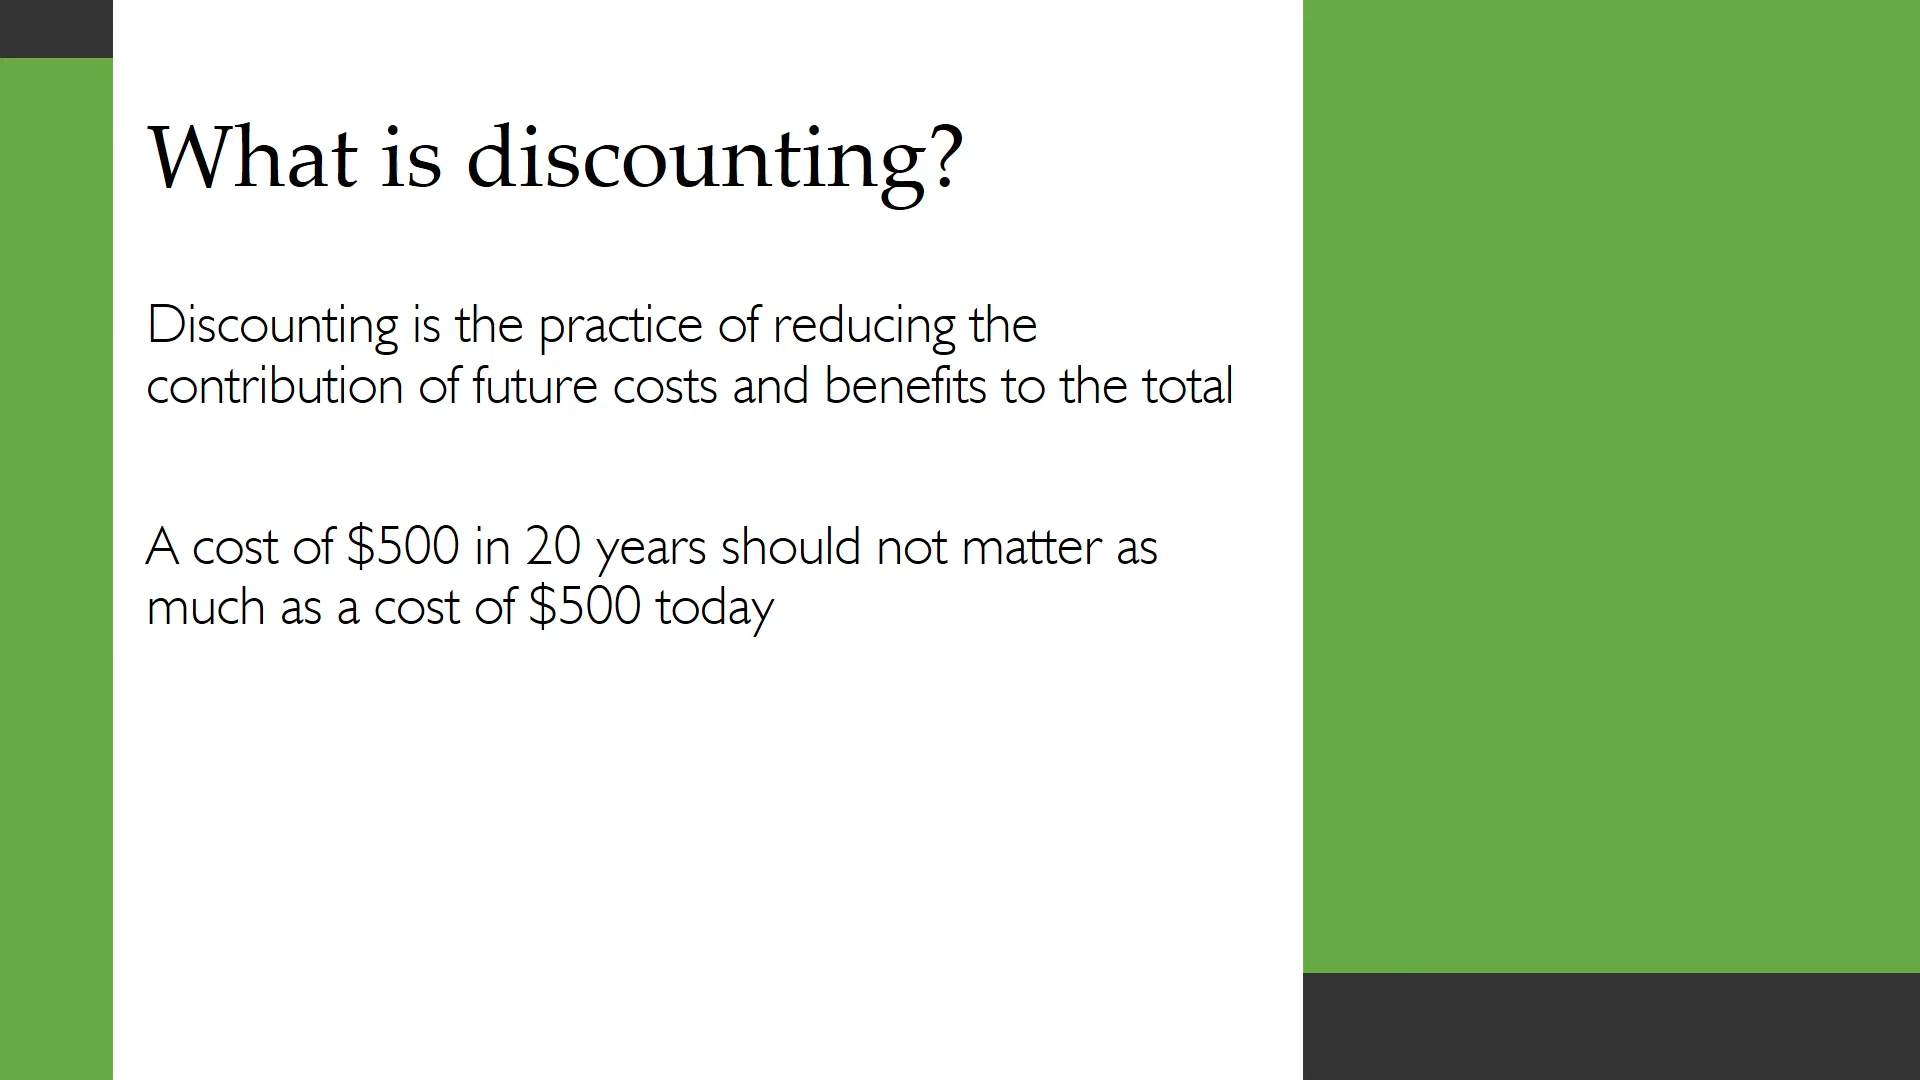 What is discounting?
Discounting is the practice of reducing the
contribution of future costs and benefits to the total
A cost of $500 in 20 years should not matter as
much as a cost of $500 today